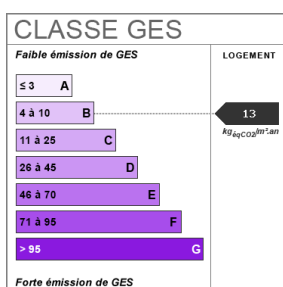 CLASSE GES
Faible émission de GES
LOGEMENT
≤ 3 A
4 à 10 B
13
kgéqCO2/m².an
11 à 25 C
26 à 45 D
46 à 70 E
71 à 95 F
> 95 G
Forte émission de GES